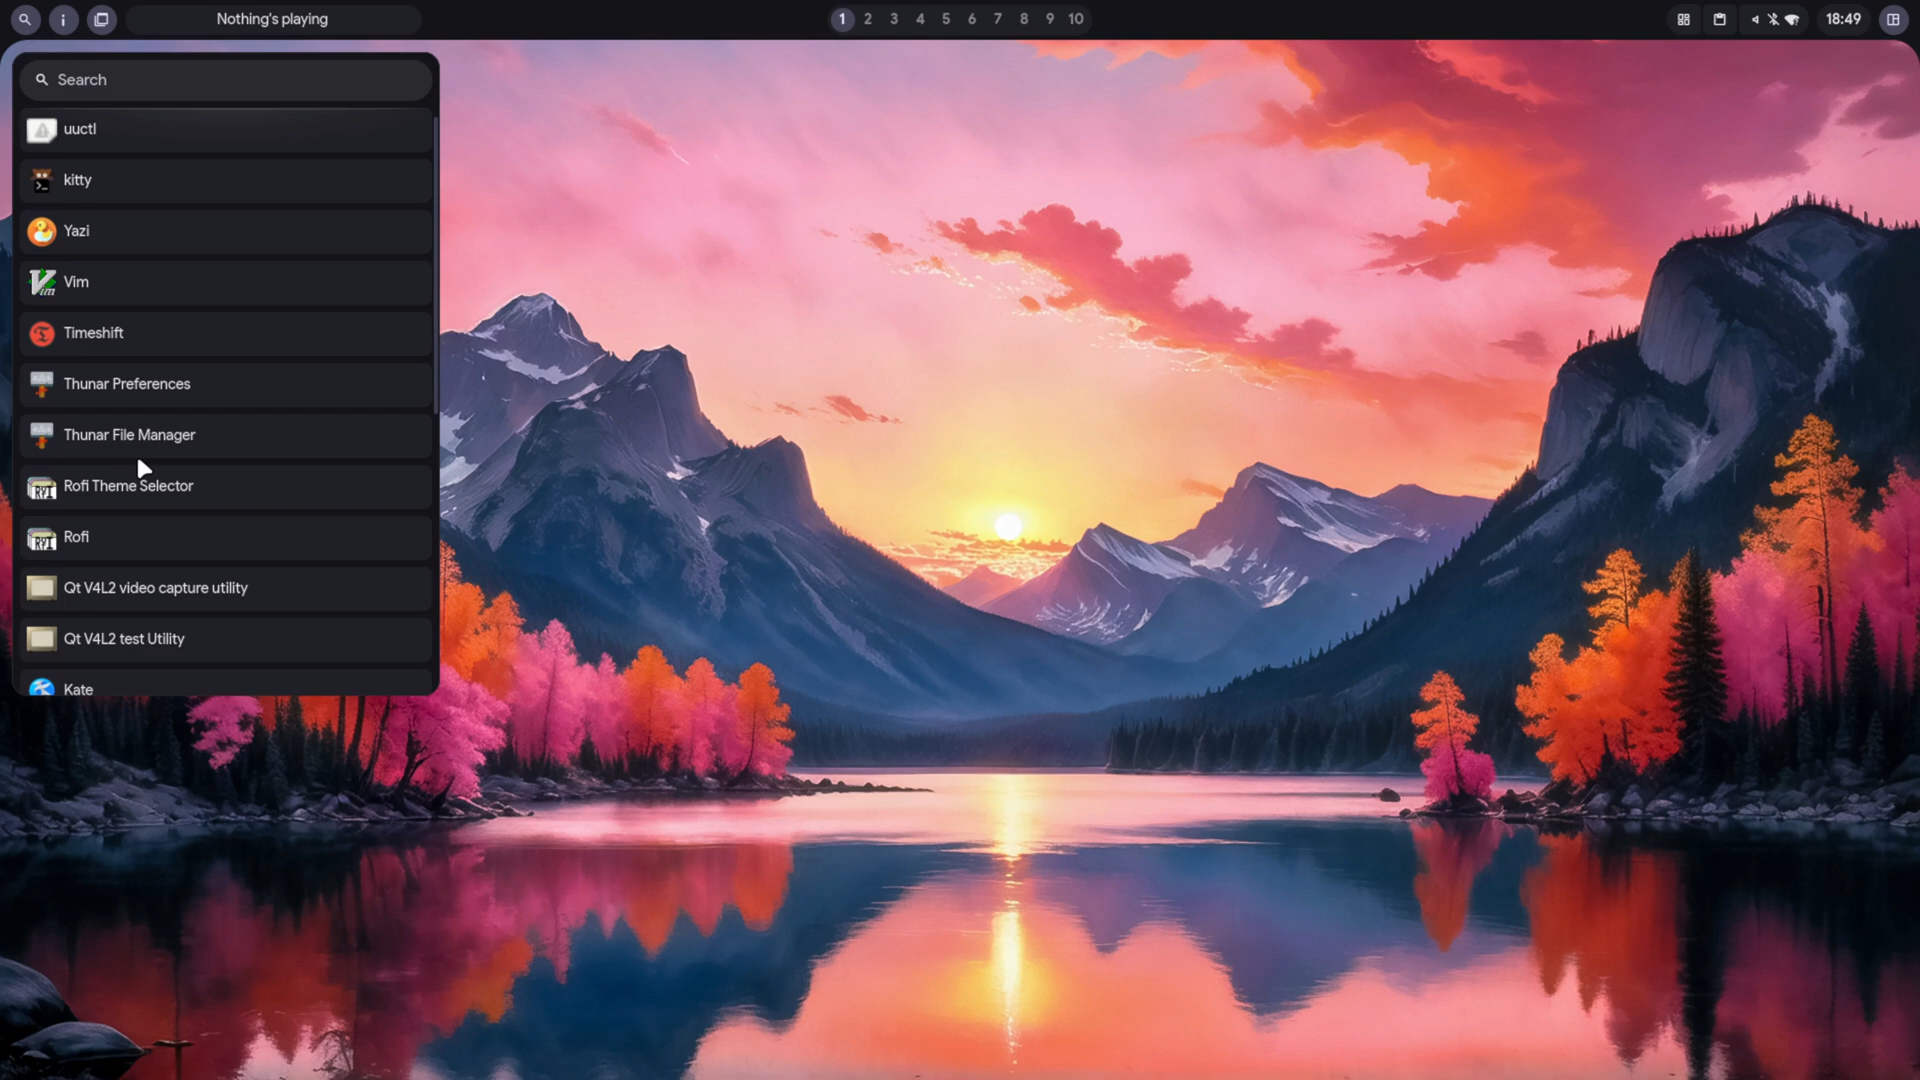 Nothing's playing
1 2 3 4 5 6 7 8 9 10
18:49
Search
uuctl
kitty
Yazi
Vim
Timeshift
Thunar Preferences
Thunar File Manager
Rofi Theme Selector
Rofi
Qt V4L2 video capture utility
Qt V4L2 test Utility
Kate